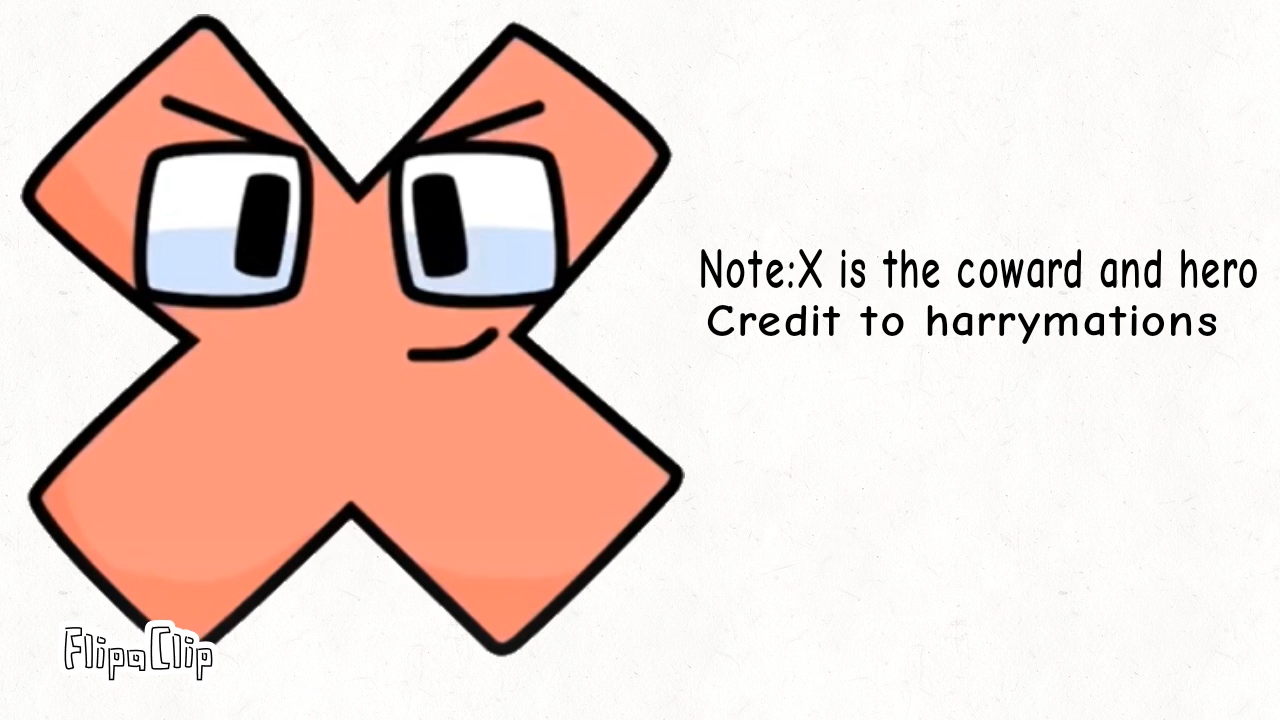 Note:X is the coward and hero
Credit to harrymations
FlipaClip